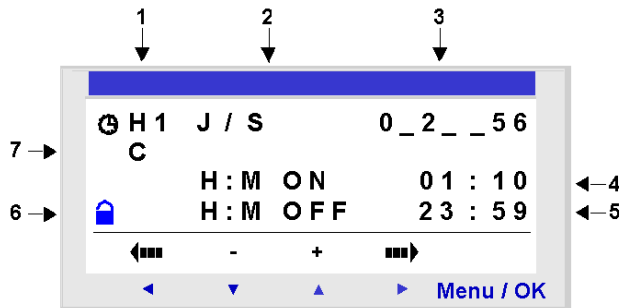 1 2 3
H1 J / S 0_2__56
7 C
H:M ON 01 : 10 4
6 H:M OFF 23 : 59 5
- +
Menu / OK